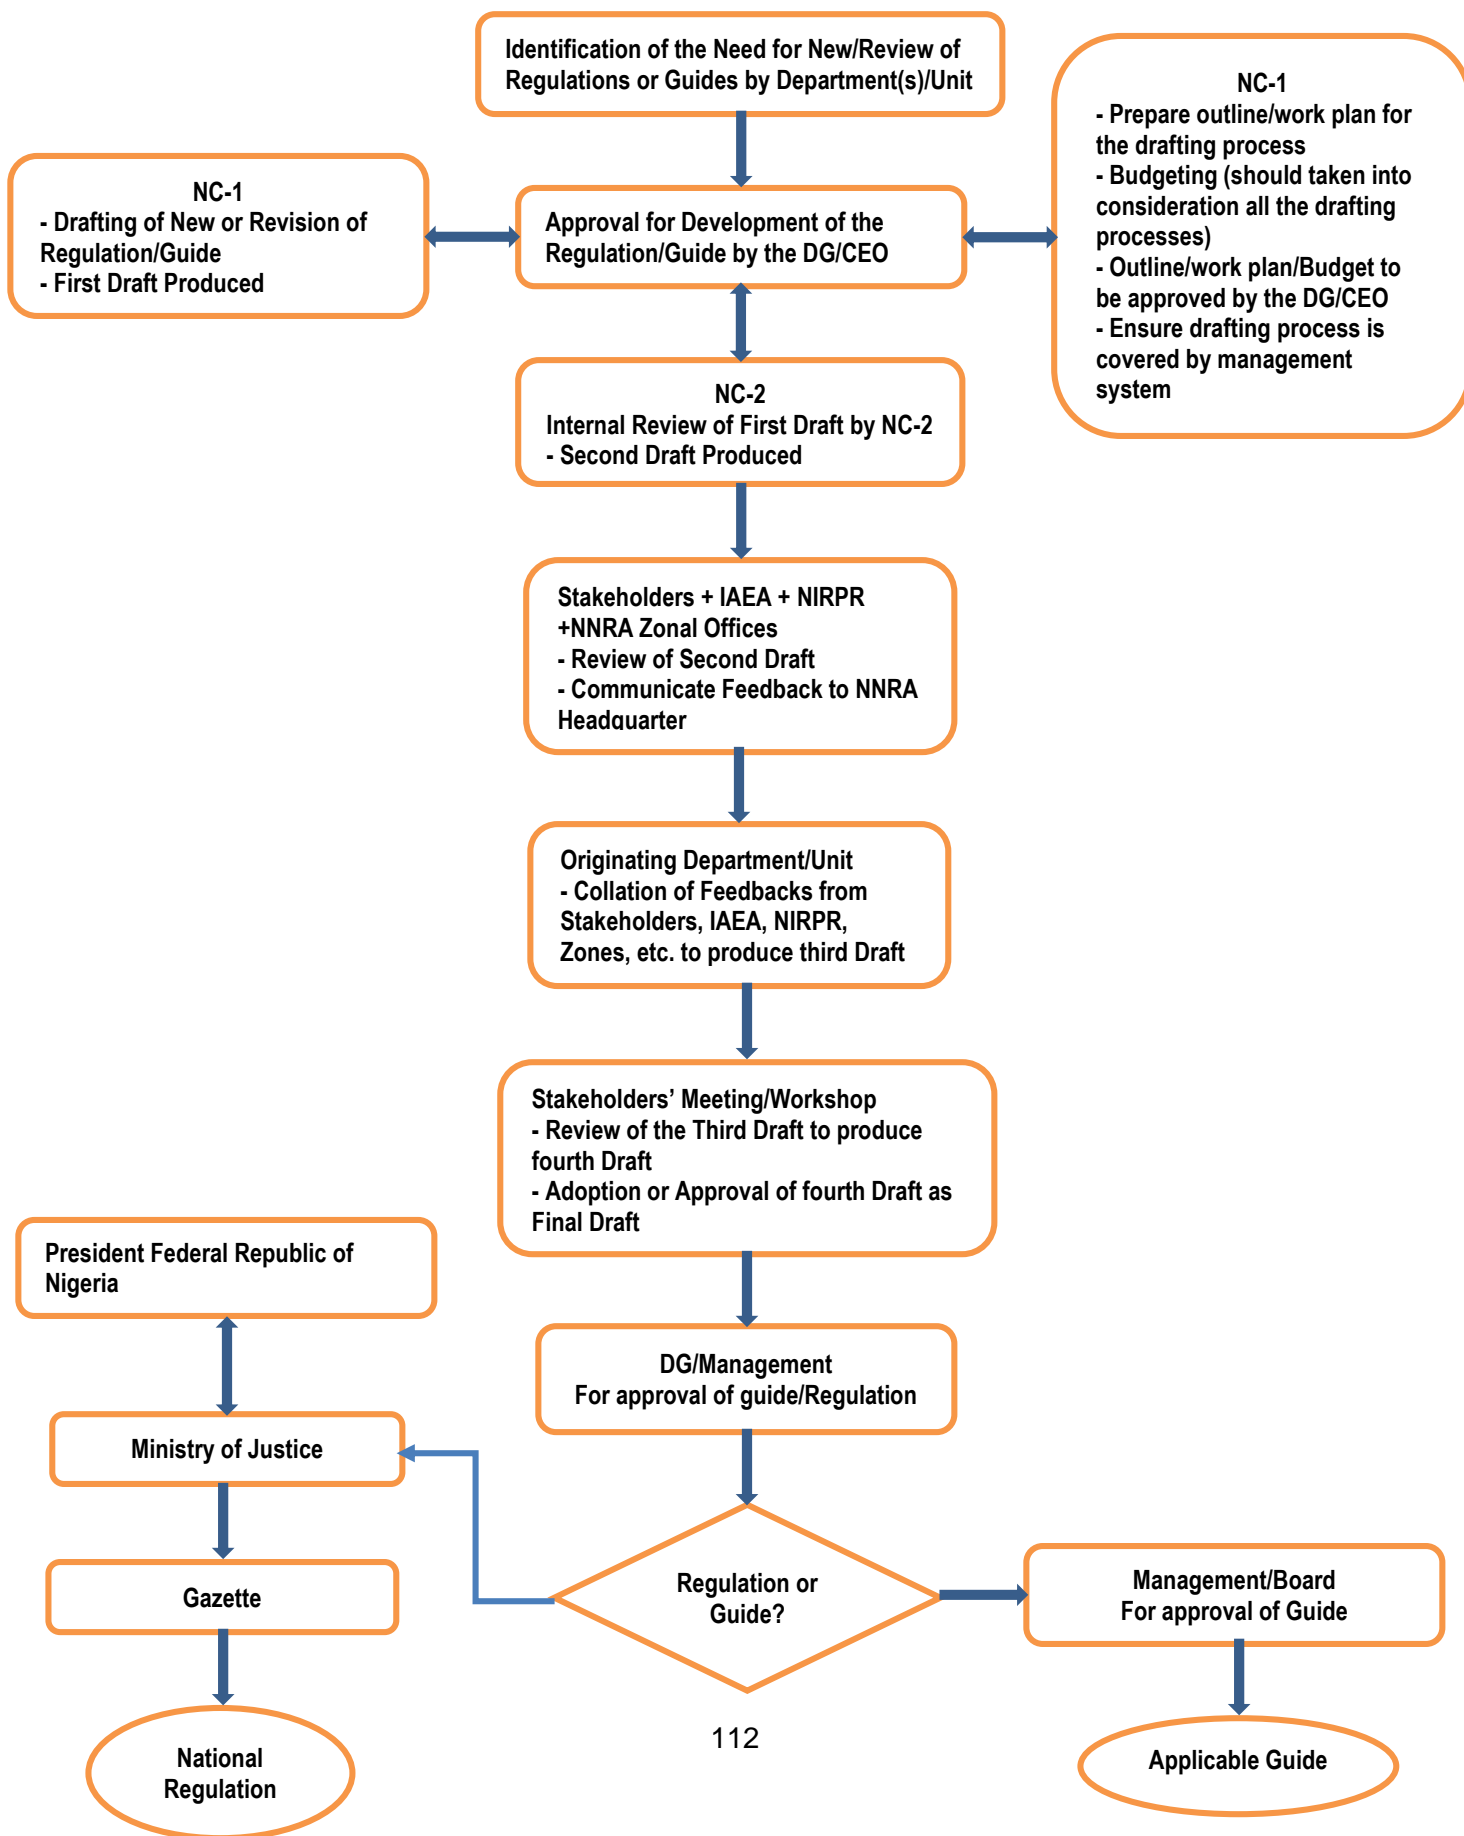 Identification of the Need for New/Review of
Regulations or Guides by Department(s)/Unit
NC-1
- Prepare outline/work plan for
the drafting process
- Budgeting (should taken into
consideration all the drafting
processes)
- Outline/work plan/Budget to
be approved by the DG/CEO
- Ensure drafting process is
covered by management
system
NC-1
- Drafting of New or Revision of
Regulation/Guide
- First Draft Produced
Approval for Development of the
Regulation/Guide by the DG/CEO
NC-2
Internal Review of First Draft by NC-2
- Second Draft Produced
Stakeholders + IAEA + NIRPR
+NNRA Zonal Offices
- Review of Second Draft
- Communicate Feedback to NNRA
Headquarter
Originating Department/Unit
- Collation of Feedbacks from
Stakeholders, IAEA, NIRPR,
Zones, etc. to produce third Draft
Stakeholders’ Meeting/Workshop
- Review of the Third Draft to produce
fourth Draft
- Adoption or Approval of fourth Draft as
Final Draft
President Federal Republic of
Nigeria
DG/Management
For approval of guide/Regulation
Ministry of Justice
Regulation or
Guide?
Management/Board
For approval of Guide
Gazette
National
Regulation
Applicable Guide
112